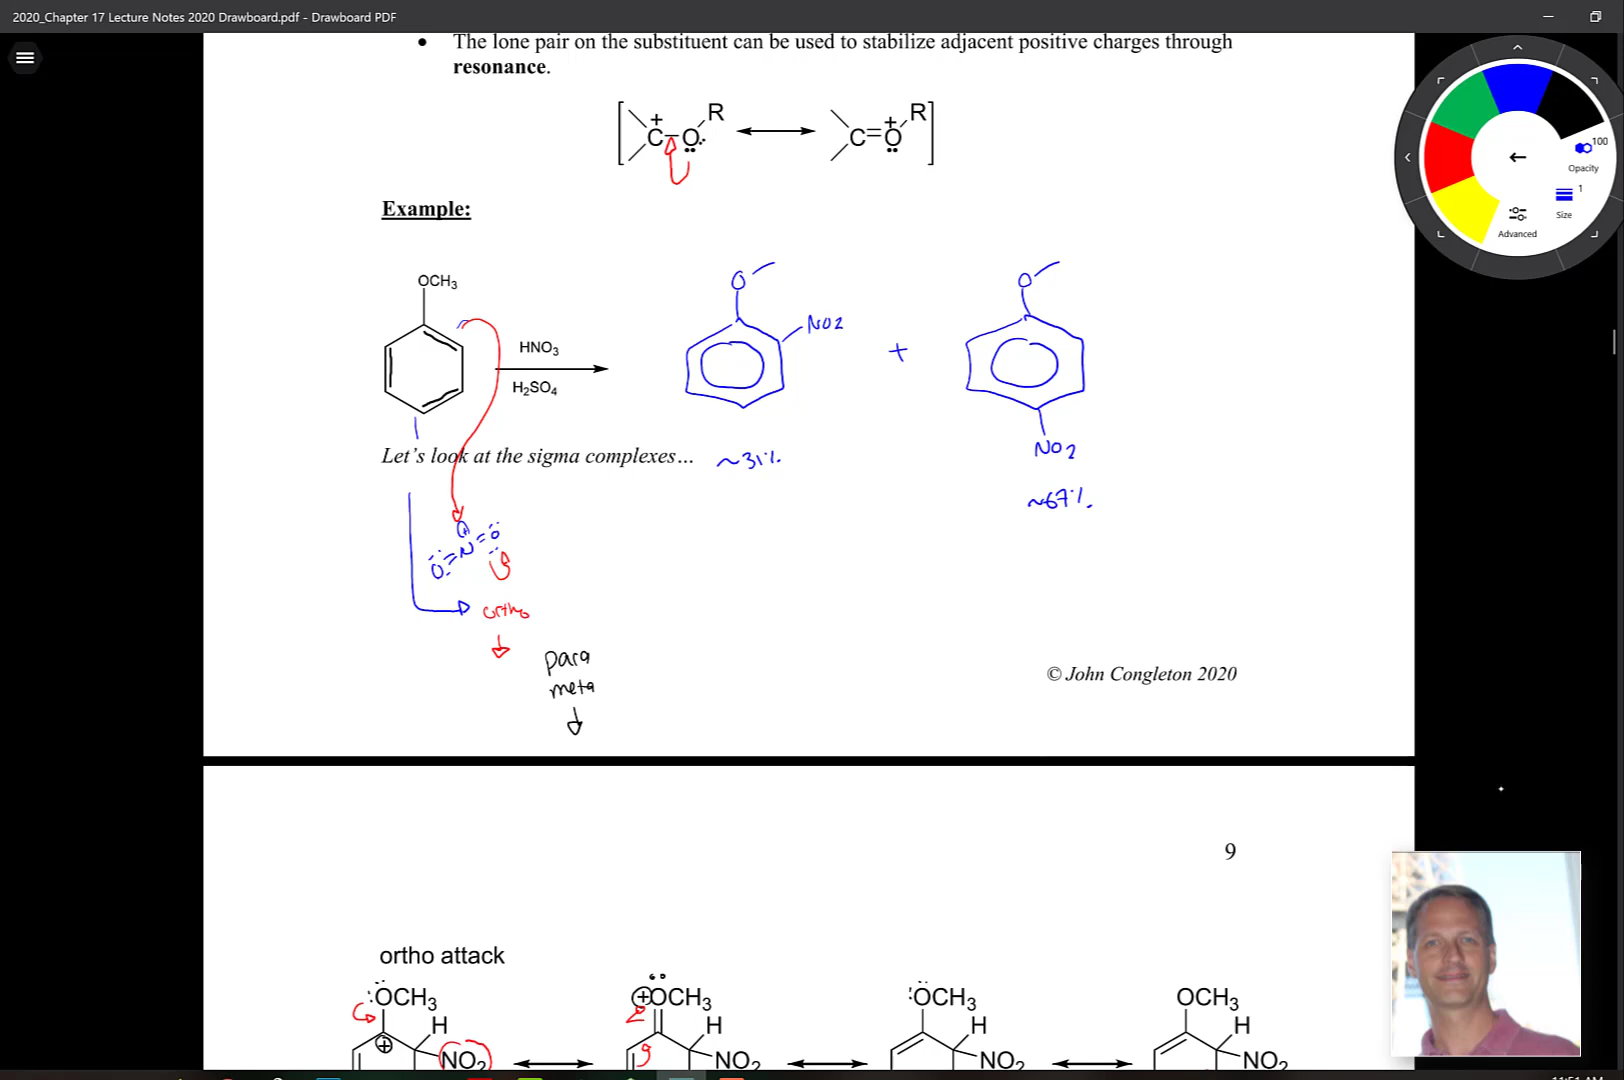 2020_Chapter 17 Lecture Notes 2020 Drawboard.pdf - Drawboard PDF
• The lone pair on the substituent can be used to stabilize adjacent positive charges through
resonance.
+ R
C–O
+ R
C=O
100
Opacity
1
Size
Advanced
Example:
OCH3
HNO3
H2SO4
O
NO2
+
O
NO2
Let's look at the sigma complexes...
~31%
~67%.
O=N=O
+
ortho
para
meta
© John Congleton 2020
9
ortho attack
:OCH3
H
+
NO2
+OCH3
H
NO2
:OCH3
H
NO2
OCH3
H
NO2